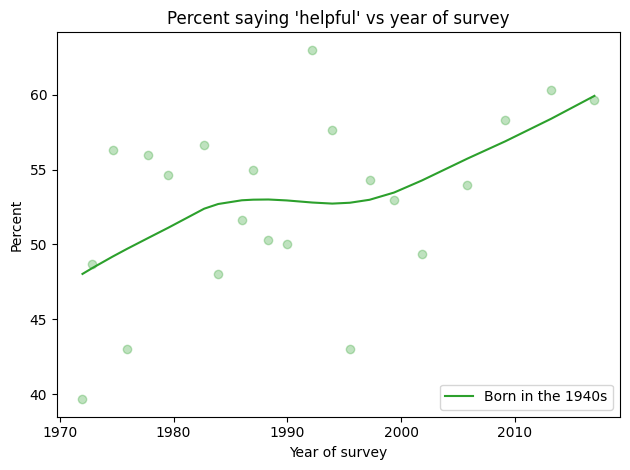 Percent saying 'helpful' vs year of survey
Percent
60
55
50
45
40
Born in the 1940s
1970
1980
1990
2000
2010
Year of survey